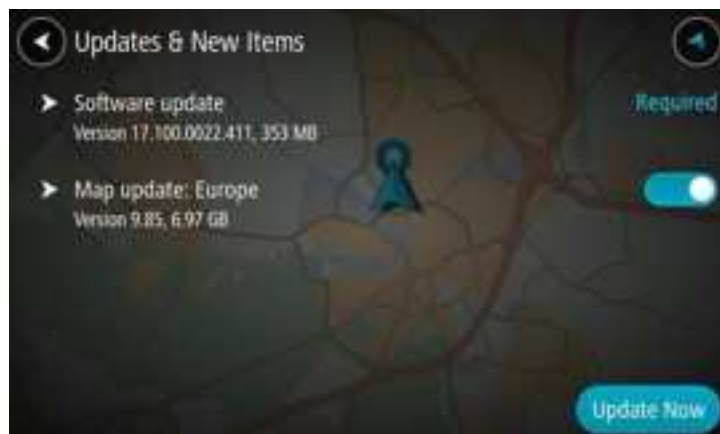 Updates & New Items
Software update
Required
Version 17.100.0022.411, 353 MB
Map update: Europe
Version 9.85, 6.97 GB
Update Now